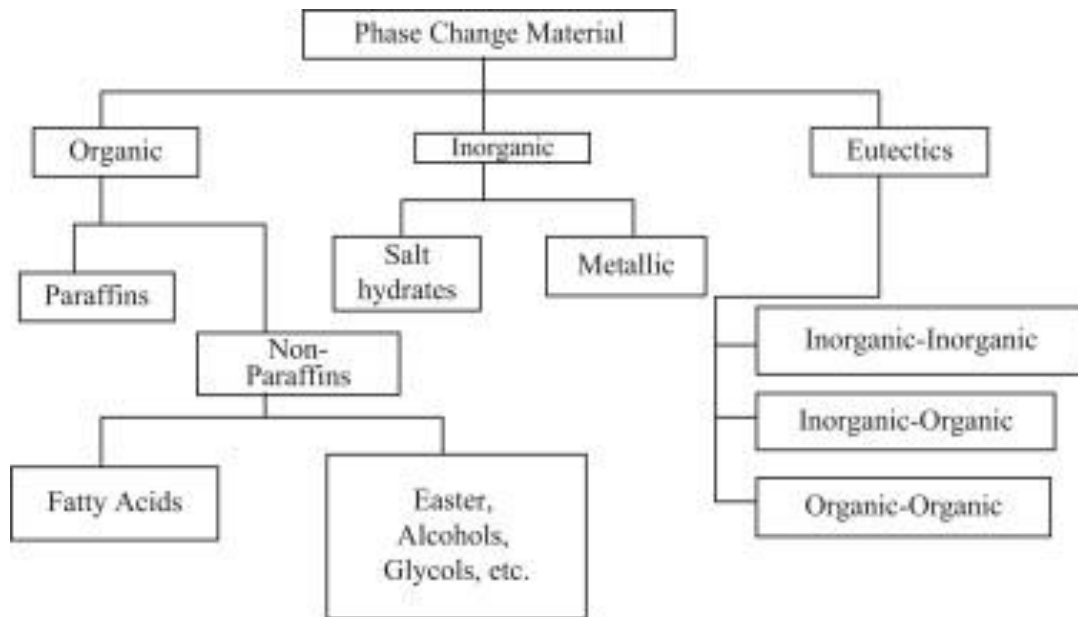 Phase Change Material
Organic
Inorganic
Eutectics
Salt
hydrates
Metallic
Paraffins
Non-
Paraffins
Inorganic-Inorganic
Inorganic-Organic
Organic-Organic
Fatty Acids
Easter,
Alcohols,
Glycols, etc.